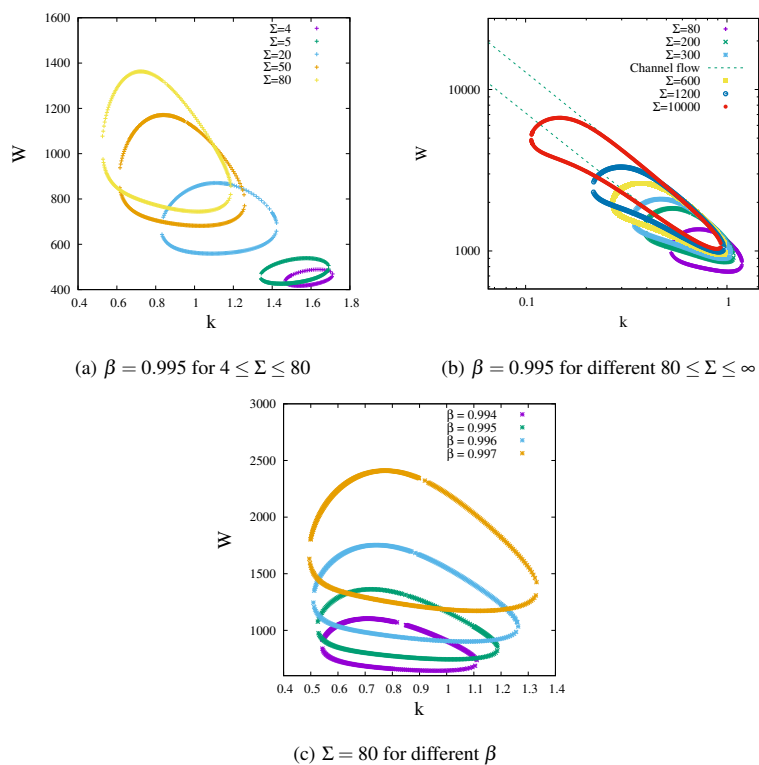 1600
1400
1200
1000
800
600
400
W
0.4 0.6 0.8 1 1.2 1.4 1.6 1.8
k
Σ=4
Σ=5
Σ=20
Σ=50
Σ=80
(a) β = 0.995 for 4 ≤ Σ ≤ 80
10000
1000
W
0.1 1
k
Σ=80
Σ=200
Σ=300
Channel flow
Σ=600
Σ=1200
Σ=10000
(b) β = 0.995 for different 80 ≤ Σ ≤ ∞
3000
2500
2000
1500
1000
W
0.4 0.5 0.6 0.7 0.8 0.9 1 1.1 1.2 1.3 1.4
k
β = 0.994
β = 0.995
β = 0.996
β = 0.997
(c) Σ = 80 for different β